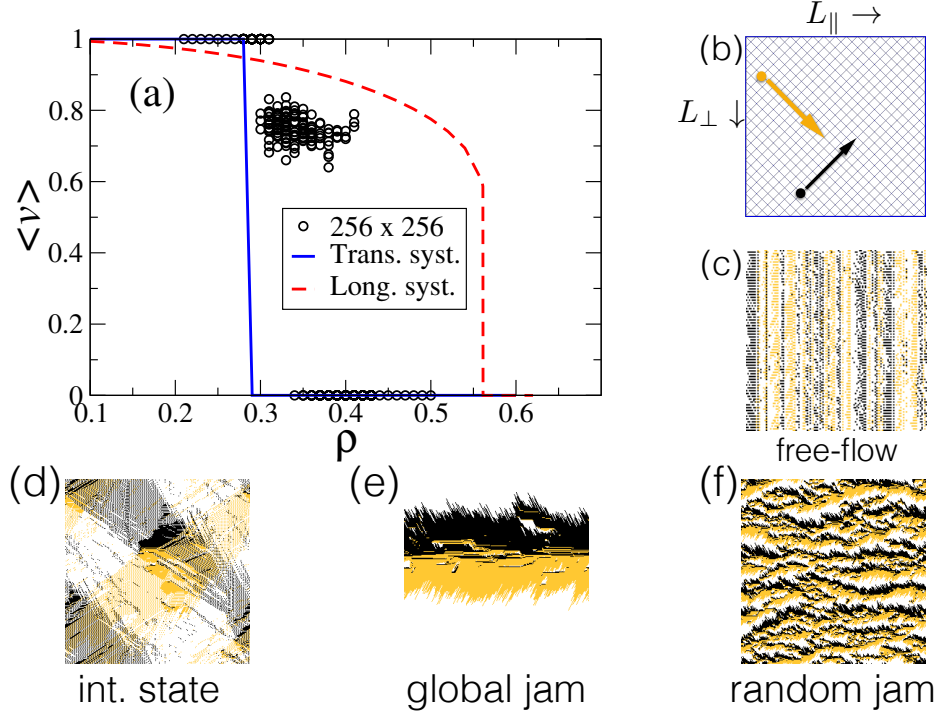 (a)
1
0.8
0.6
0.4
0.2
0
<v>
256 x 256
Trans. syst.
Long. syst.
0.1 0.2 0.3 0.4 0.5 0.6
ρ
L∥ →
(b)
L⊥ ↓
(c)
free-flow
(d)
int. state
(e)
global jam
(f)
random jam